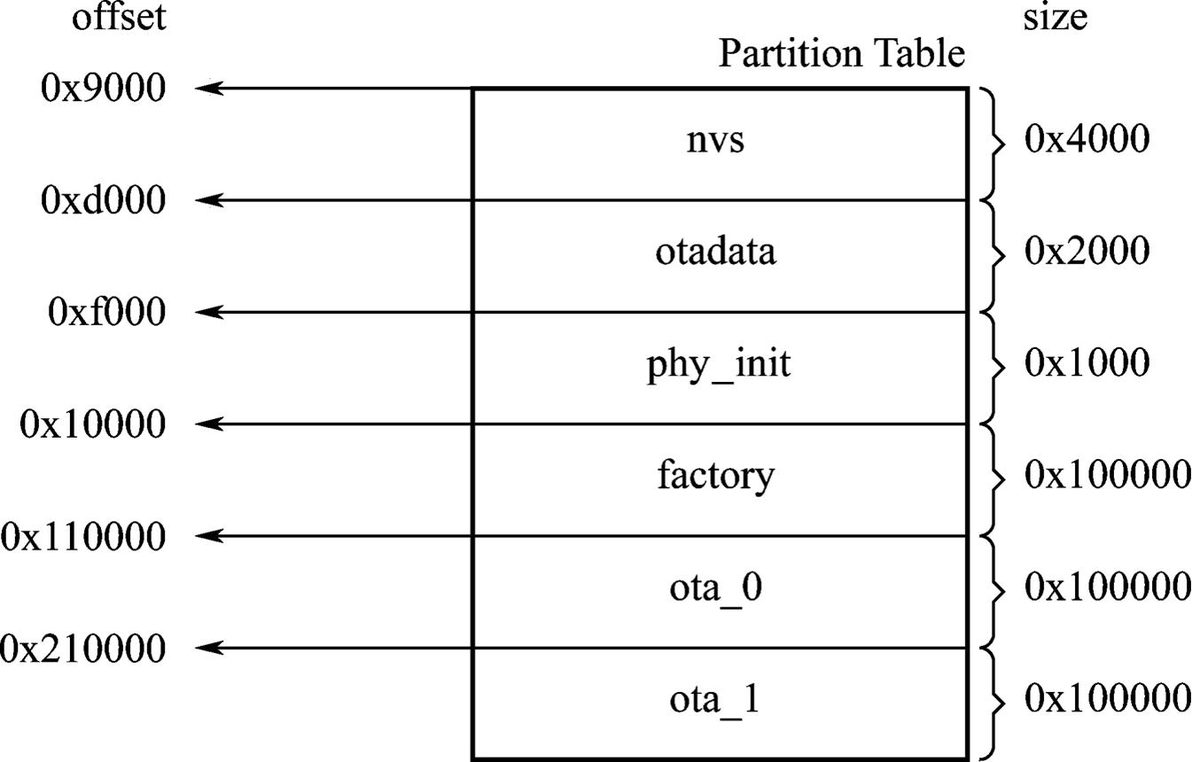 offset
size
Partition Table
0x9000
nvs
0x4000
0xd000
otadata
0x2000
0xf000
phy_init
0x1000
0x10000
factory
0x100000
0x110000
ota_0
0x100000
0x210000
ota_1
0x100000